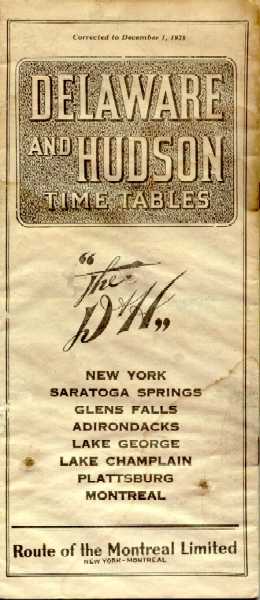 Corrected to December 1, 1928
DELAWARE
AND HUDSON
TIME TABLES
"The
D&H"
NEW YORK
SARATOGA SPRINGS
GLENS FALLS
ADIRONDACKS
LAKE GEORGE
LAKE CHAMPLAIN
PLATTSBURG
MONTREAL
Route of the Montreal Limited
NEW YORK - MONTREAL